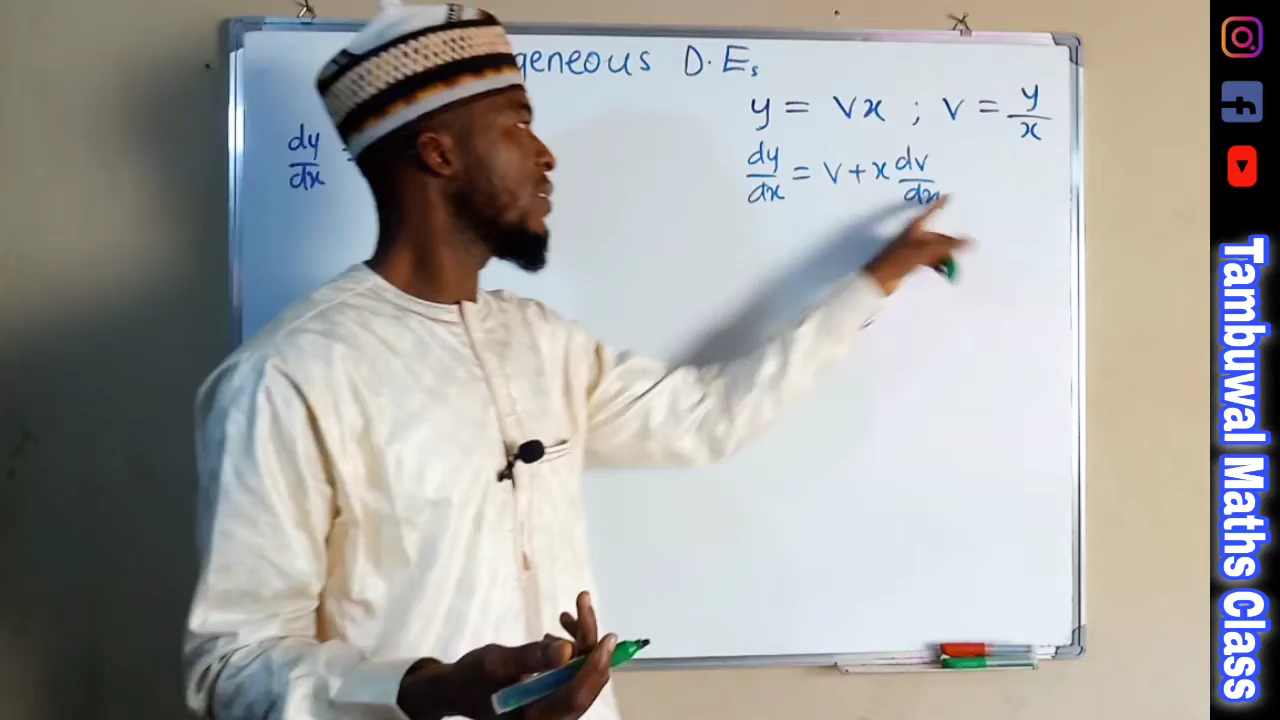 geneous D.Es
y = vx ; v = y/x
dy/dx = v + x dv/dx
dy/dx =
Tambuwal Maths Class